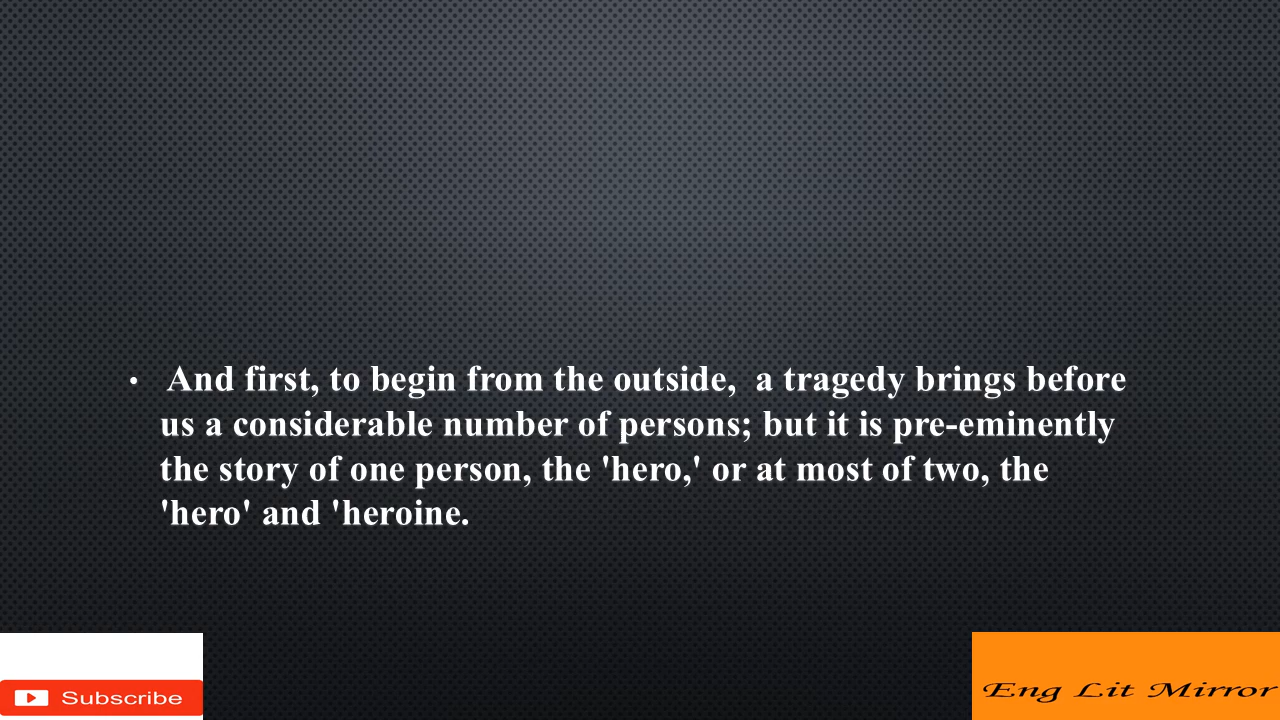 • And first, to begin from the outside,  a tragedy brings before
us a considerable number of persons; but it is pre-eminently
the story of one person, the 'hero,' or at most of two, the
'hero' and 'heroine.
Subscribe
Eng Lit Mirror